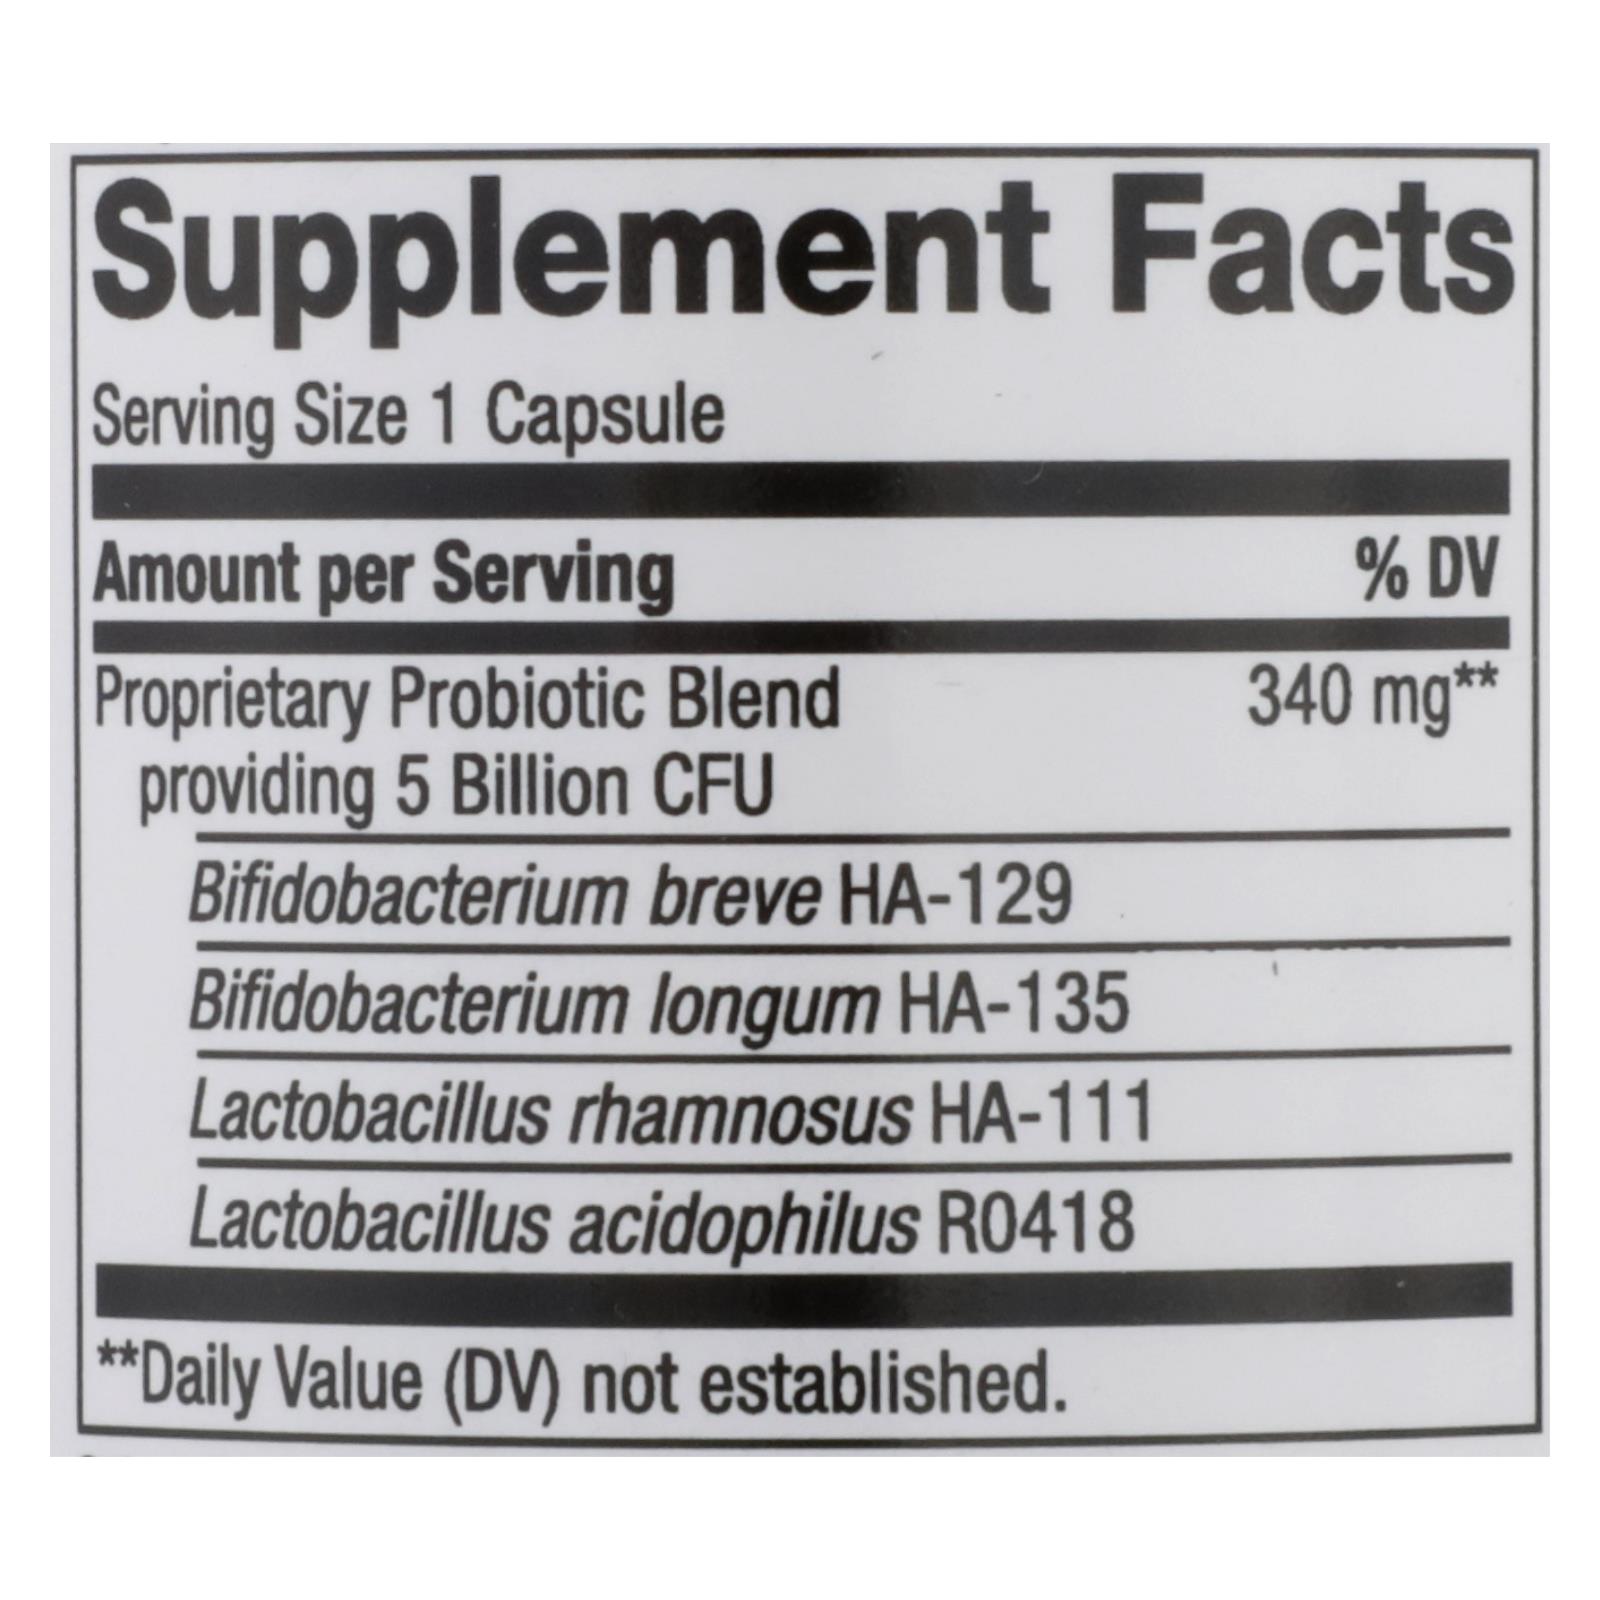 Supplement Facts
Serving Size 1 Capsule
Amount per Serving % DV
Proprietary Probiotic Blend 340 mg**
providing 5 Billion CFU
Bifidobacterium breve HA-129
Bifidobacterium longum HA-135
Lactobacillus rhamnosus HA-111
Lactobacillus acidophilus R0418
**Daily Value (DV) not established.